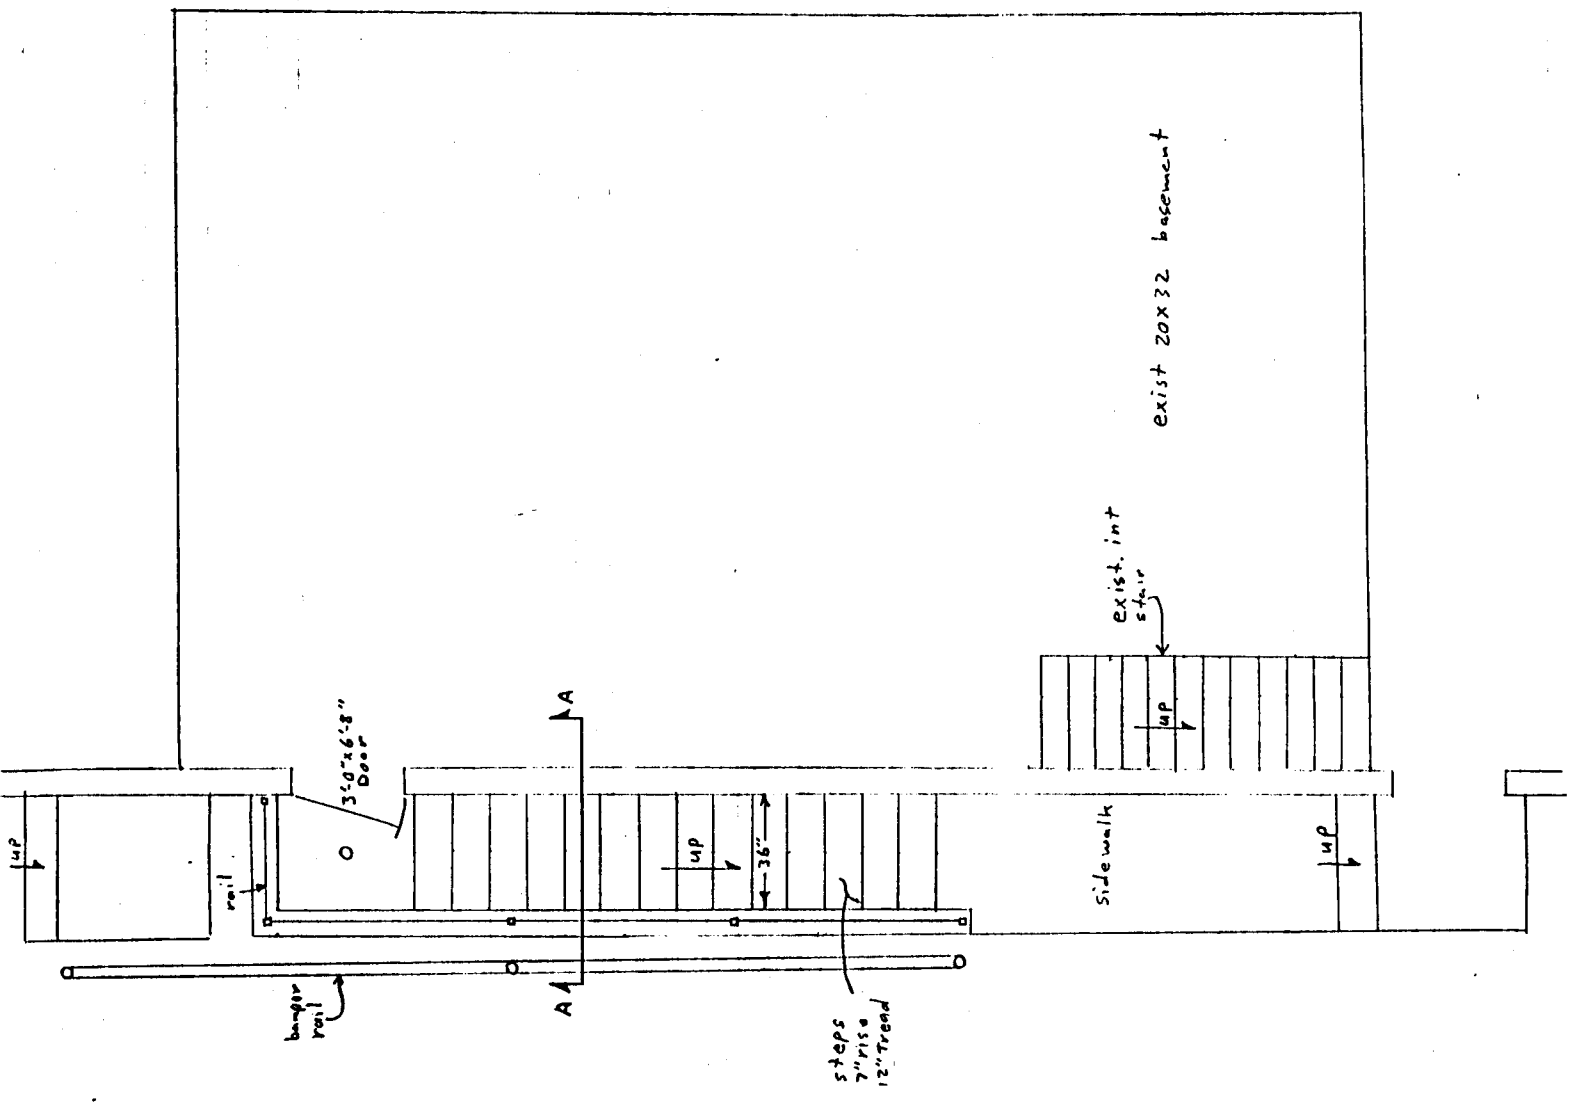 exist 20x32 basement
exist. int
stair
up
3'-0"x6'-8"
Door
A
up
rail
up
36"
sidewalk
up
A
bumper
rail
steps
7" rise
12" Tread